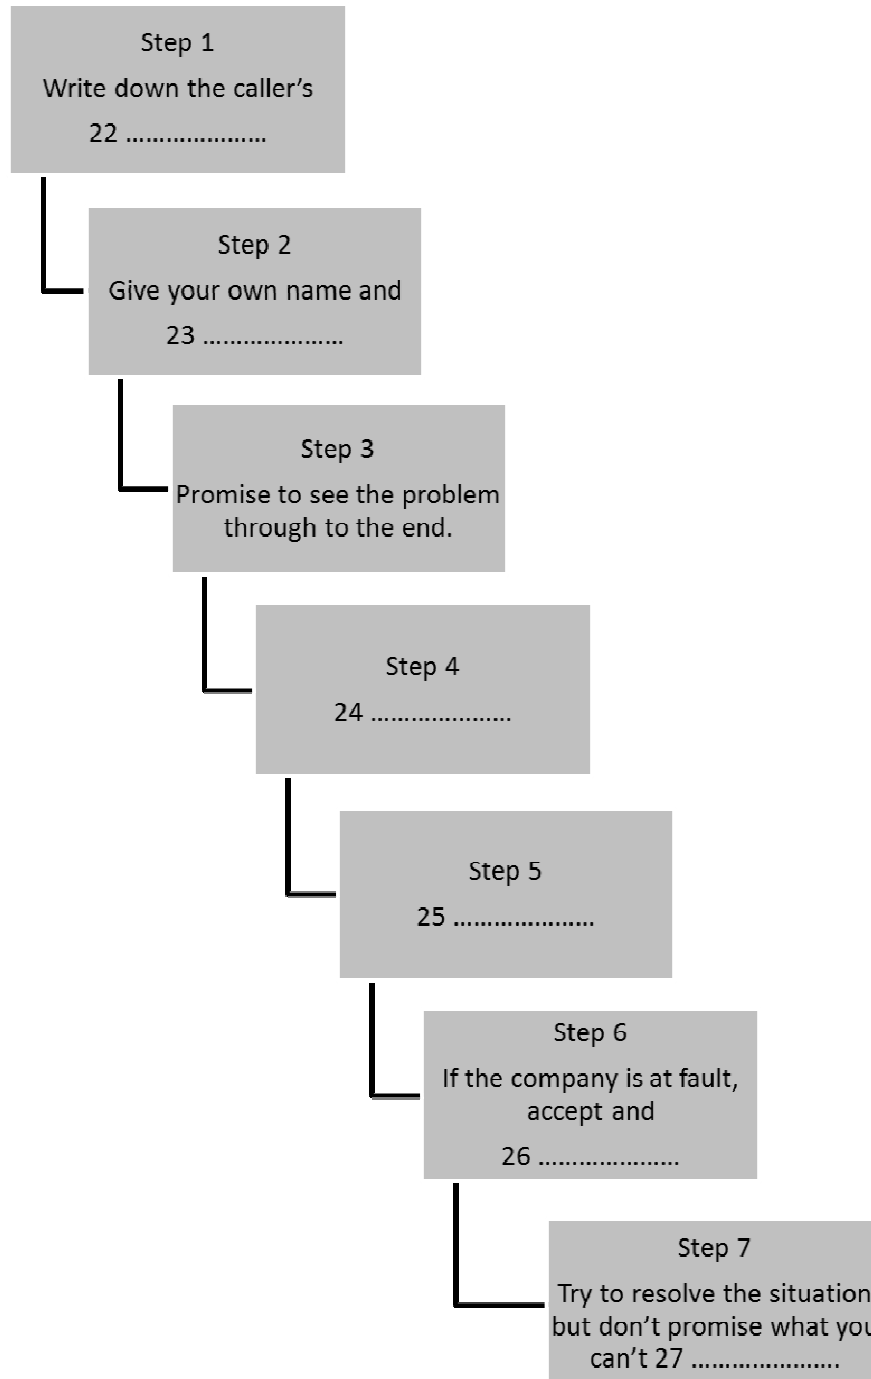 Step 1
Write down the caller’s
22 .....................
Step 2
Give your own name and
23 .....................
Step 3
Promise to see the problem
through to the end.
Step 4
24 .....................
Step 5
25 .....................
Step 6
If the company is at fault,
accept and
26 .....................
Step 7
Try to resolve the situation
but don’t promise what you
can’t 27 ......................